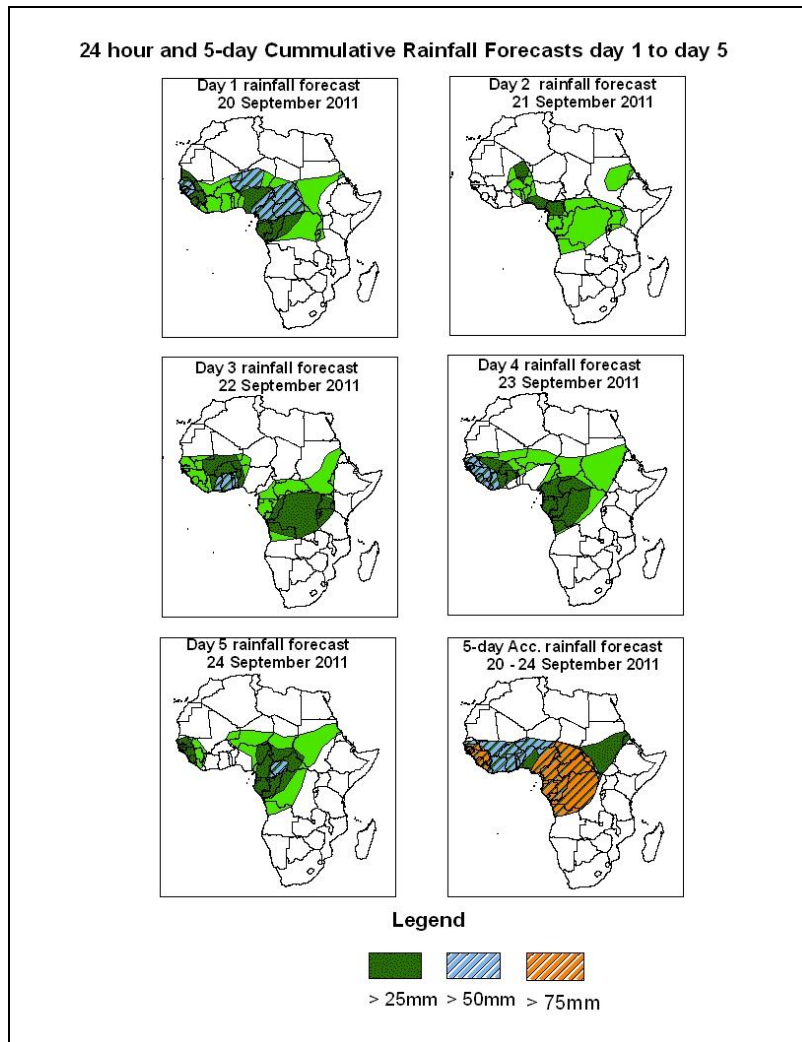 24 hour and 5-day Cummulative Rainfall Forecasts day 1 to day 5
Day 1 rainfall forecast
20 September 2011
Day 2 rainfall forecast
21 September 2011
Day 3 rainfall forecast
22 September 2011
Day 4 rainfall forecast
23 September 2011
Day 5 rainfall forecast
24 September 2011
5-day Acc. rainfall forecast
20 - 24 September 2011
Legend
> 25mm > 50mm > 75mm